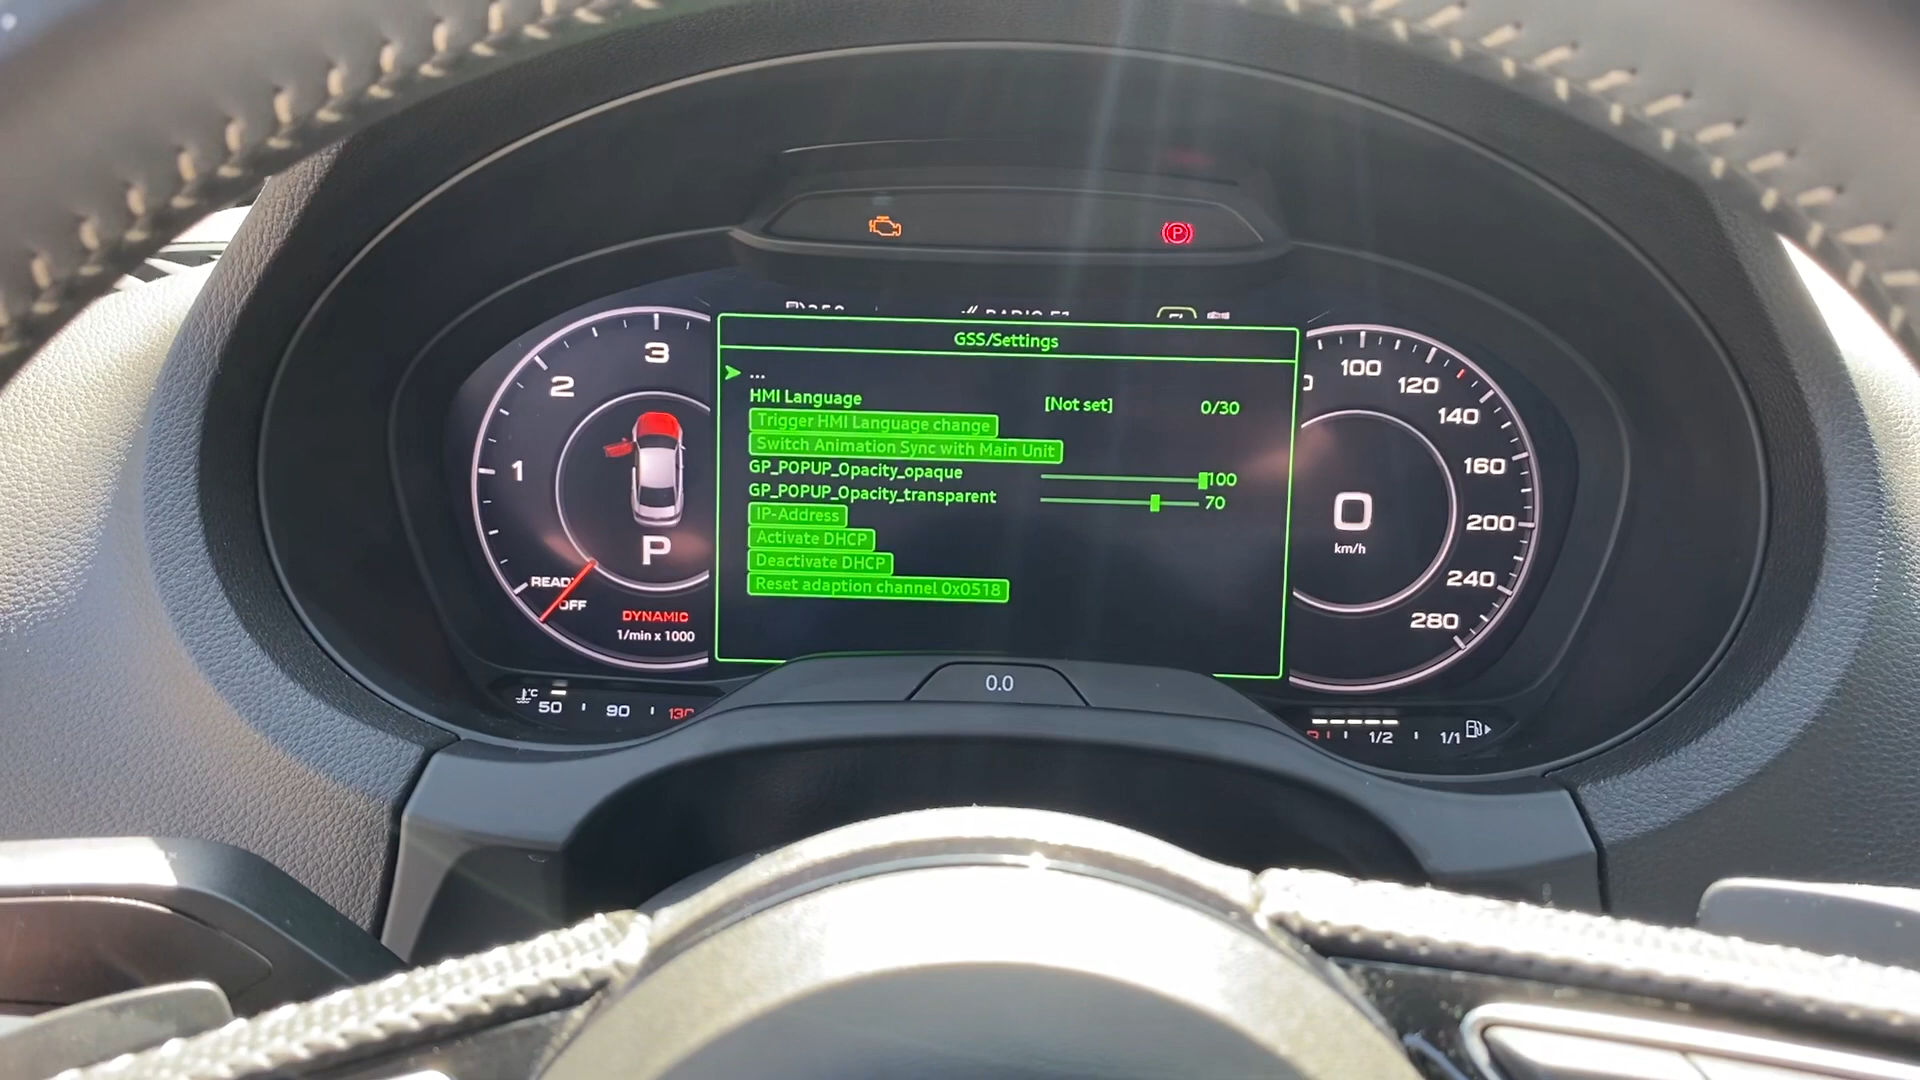 GSS/Settings
...
HMI Language [Not set] 0/30
Trigger HMI Language change
Switch Animation Sync with Main Unit
GP_POPUP_Opacity_opaque 100
GP_POPUP_Opacity_transparent 70
IP-Address
Activate DHCP
Deactivate DHCP
Reset adaption channel 0x0518
3
2
1
P
READY
OFF
DYNAMIC
1/min x 1000
°C
50 90 130
0.0
100
120
140
160
200
240
280
0
km/h
1/2 1/1
P